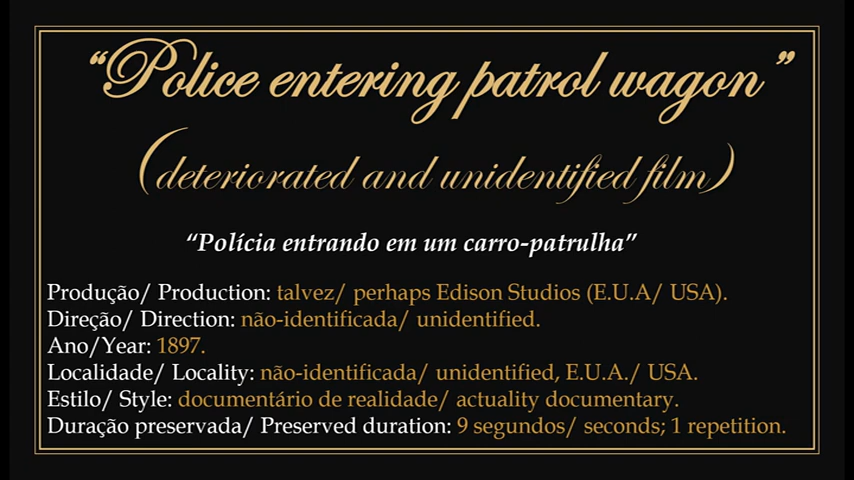 “Police entering patrol wagon”
(deteriorated and unidentified film)
“Polícia entrando em um carro-patrulha”
Produção/ Production: talvez/ perhaps Edison Studios (E.U.A/ USA).
Direção/ Direction: não-identificada/ unidentified.
Ano/Year: 1897.
Localidade/ Locality: não-identificada/ unidentified, E.U.A./ USA.
Estilo/ Style: documentário de realidade/ actuality documentary.
Duração preservada/ Preserved duration: 9 segundos/ seconds; 1 repetition.